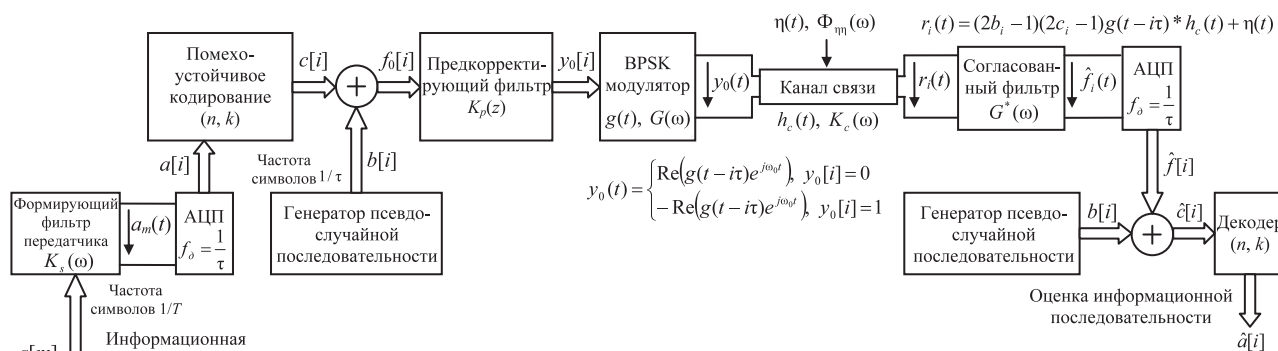 η(t), Φηη(ω)
r_i(t) = (2b_i −1)(2c_i −1)g(t−iτ)*h_c(t)+η(t)
Помехо-
устойчивое
кодирование
(n, k)
c[i]
f_0[i]
Предкорректи-
рующий фильтр
K_p(z)
y_0[i]
BPSK
модулятор
g(t), G(ω)
y_0(t)
Канал связи
h_c(t), K_c(ω)
r_i(t)
Согласован-
ный фильтр
G*(ω)
f̂_i(t)
АЦП
f_д = 1/τ
a[i]
Частота
символов 1/τ
b[i]
y_0(t) = { Re(g(t−iτ)e^{jω_0t}), y_0[i]=0
−Re(g(t−iτ)e^{jω_0t}), y_0[i]=1
f̂[i]
Формирующий
фильтр
передатчика
K_s(ω)
a_m(t)
АЦП
f_д = 1/τ
Генератор псевдо-
случайной
последовательности
Генератор псевдо-
случайной
последовательности
b[i]
ĉ[i]
Декодер
(n, k)
Частота
символов 1/T
Информационная
Оценка информационной
последовательности
â[i]